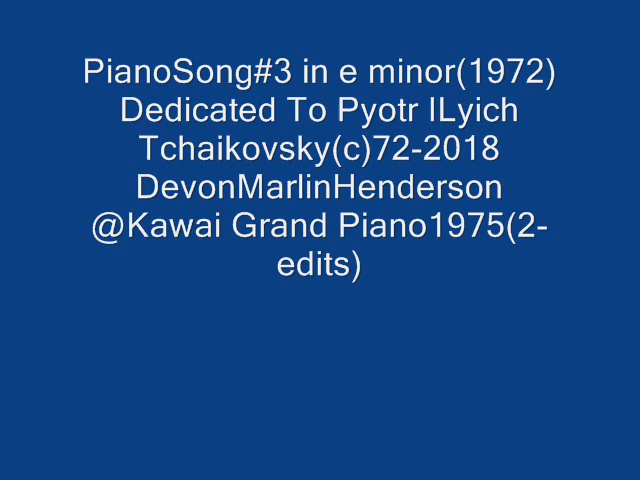 PianoSong#3 in e minor(1972)
Dedicated To Pyotr ILyich
Tchaikovsky(c)72-2018
DevonMarlinHenderson
@Kawai Grand Piano1975(2-
edits)